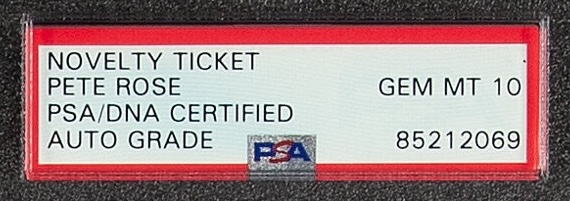 NOVELTY TICKET
PETE ROSE GEM MT 10
PSA/DNA CERTIFIED
AUTO GRADE 85212069
PSA